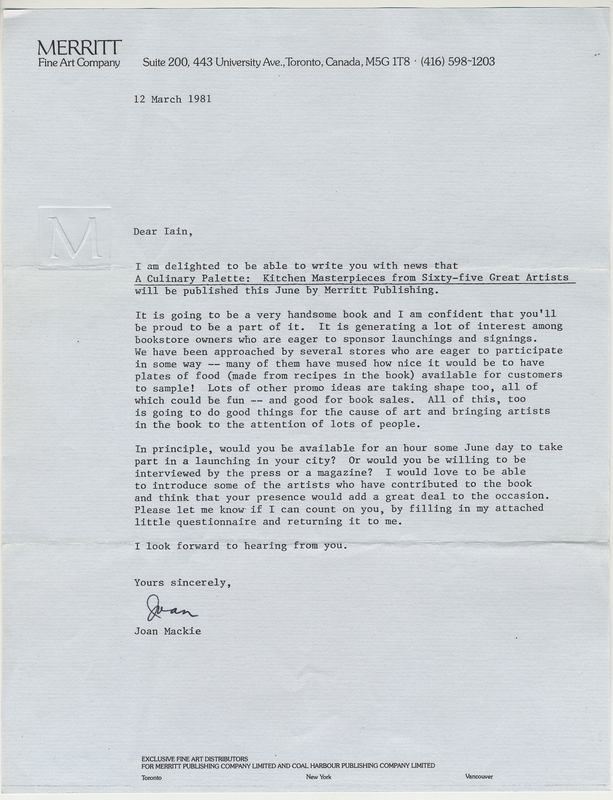 MERRITT
Fine Art Company
Suite 200, 443 University Ave., Toronto, Canada, M5G 1T8 · (416) 598-1203
12 March 1981
M
Dear Iain,
I am delighted to be able to write you with news that
A Culinary Palette: Kitchen Masterpieces from Sixty-five Great Artists
will be published this June by Merritt Publishing.
It is going to be a very handsome book and I am confident that you'll
be proud to be a part of it. It is generating a lot of interest among
bookstore owners who are eager to sponsor launchings and signings.
We have been approached by several stores who are eager to participate
in some way -- many of them have mused how nice it would be to have
plates of food (made from recipes in the book) available for customers
to sample! Lots of other promo ideas are taking shape too, all of
which could be fun -- and good for book sales. All of this, too
is going to do good things for the cause of art and bringing artists
in the book to the attention of lots of people.
In principle, would you be available for an hour some June day to take
part in a launching in your city? Or would you be willing to be
interviewed by the press or a magazine? I would love to be able
to introduce some of the artists who have contributed to the book
and think that your presence would add a great deal to the occasion.
Please let me know if I can count on you, by filling in my attached
little questionnaire and returning it to me.
I look forward to hearing from you.
Yours sincerely,
Joan
Joan Mackie
EXCLUSIVE FINE ART DISTRIBUTORS
FOR MERRITT PUBLISHING COMPANY LIMITED AND COAL HARBOUR PUBLISHING COMPANY LIMITED
Toronto New York Vancouver